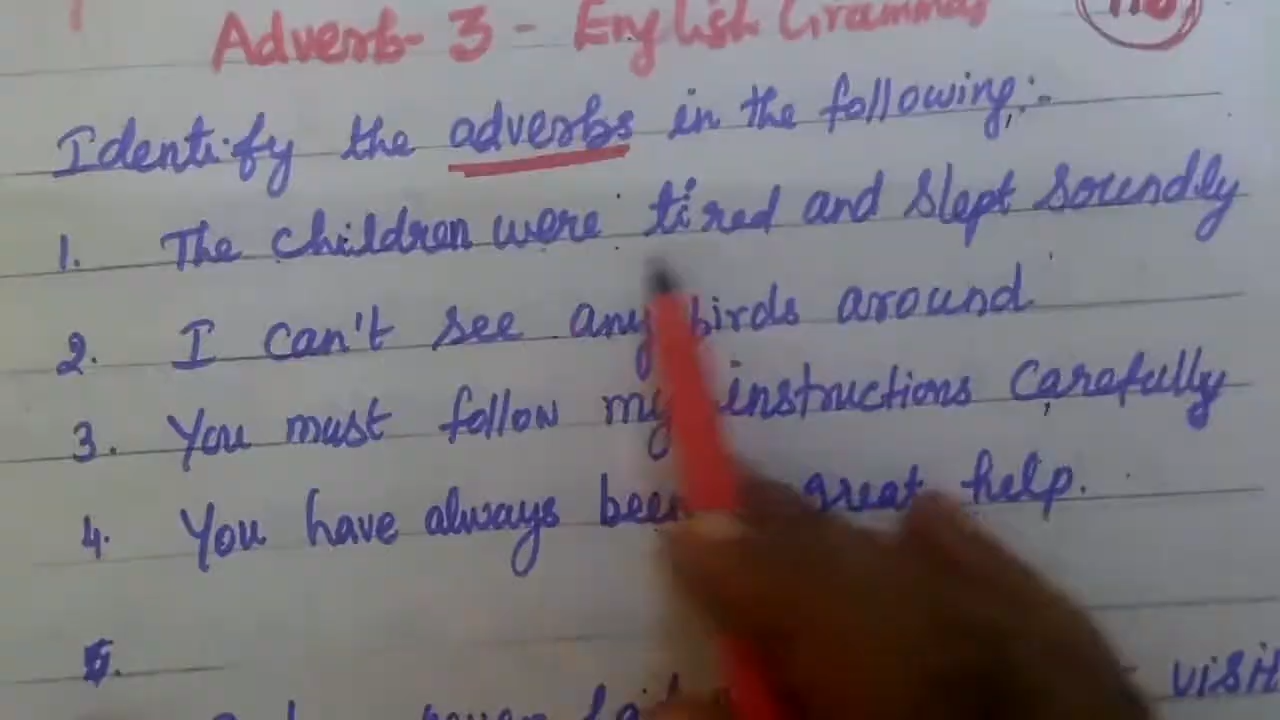 Adverb-3 - English Grammar
Identify the adverbs in the following:-
1. The children were tired and slept soundly
2. I can't see any birds around
3. You must follow my instructions carefully
4. You have always been great help.
5.
never visit